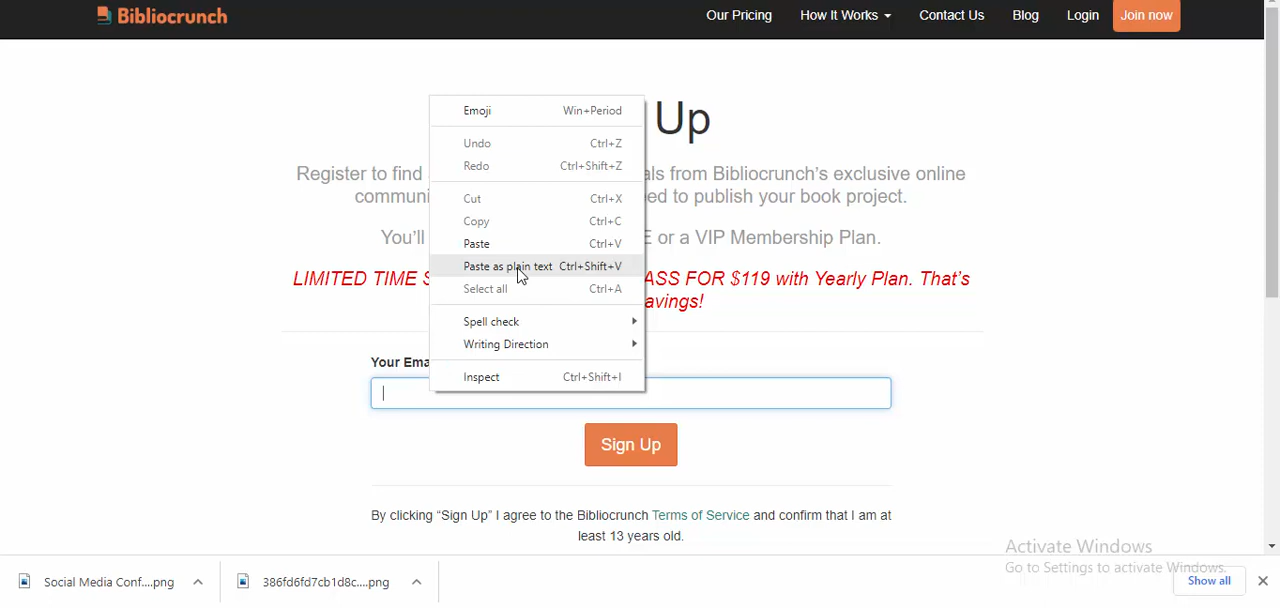 Bibliocrunch
Our Pricing How It Works Contact Us Blog Login Join now
Up
Register to find als from Bibliocrunch's exclusive online
commun ed to publish your book project.
You'll E or a VIP Membership Plan.
LIMITED TIME S ASS FOR $119 with Yearly Plan. That's
avings!
Emoji Win+Period
Undo Ctrl+Z
Redo Ctrl+Shift+Z
Cut Ctrl+X
Copy Ctrl+C
Paste Ctrl+V
Paste as plain text Ctrl+Shift+V
Select all Ctrl+A
Spell check
Writing Direction
Inspect Ctrl+Shift+I
Your Ema
Sign Up
By clicking “Sign Up” I agree to the Bibliocrunch Terms of Service and confirm that I am at
least 13 years old.
Activate Windows
Go to Settings to activate Windows.
Social Media Conf....png 386fd6fd7cb1d8c....png Show all